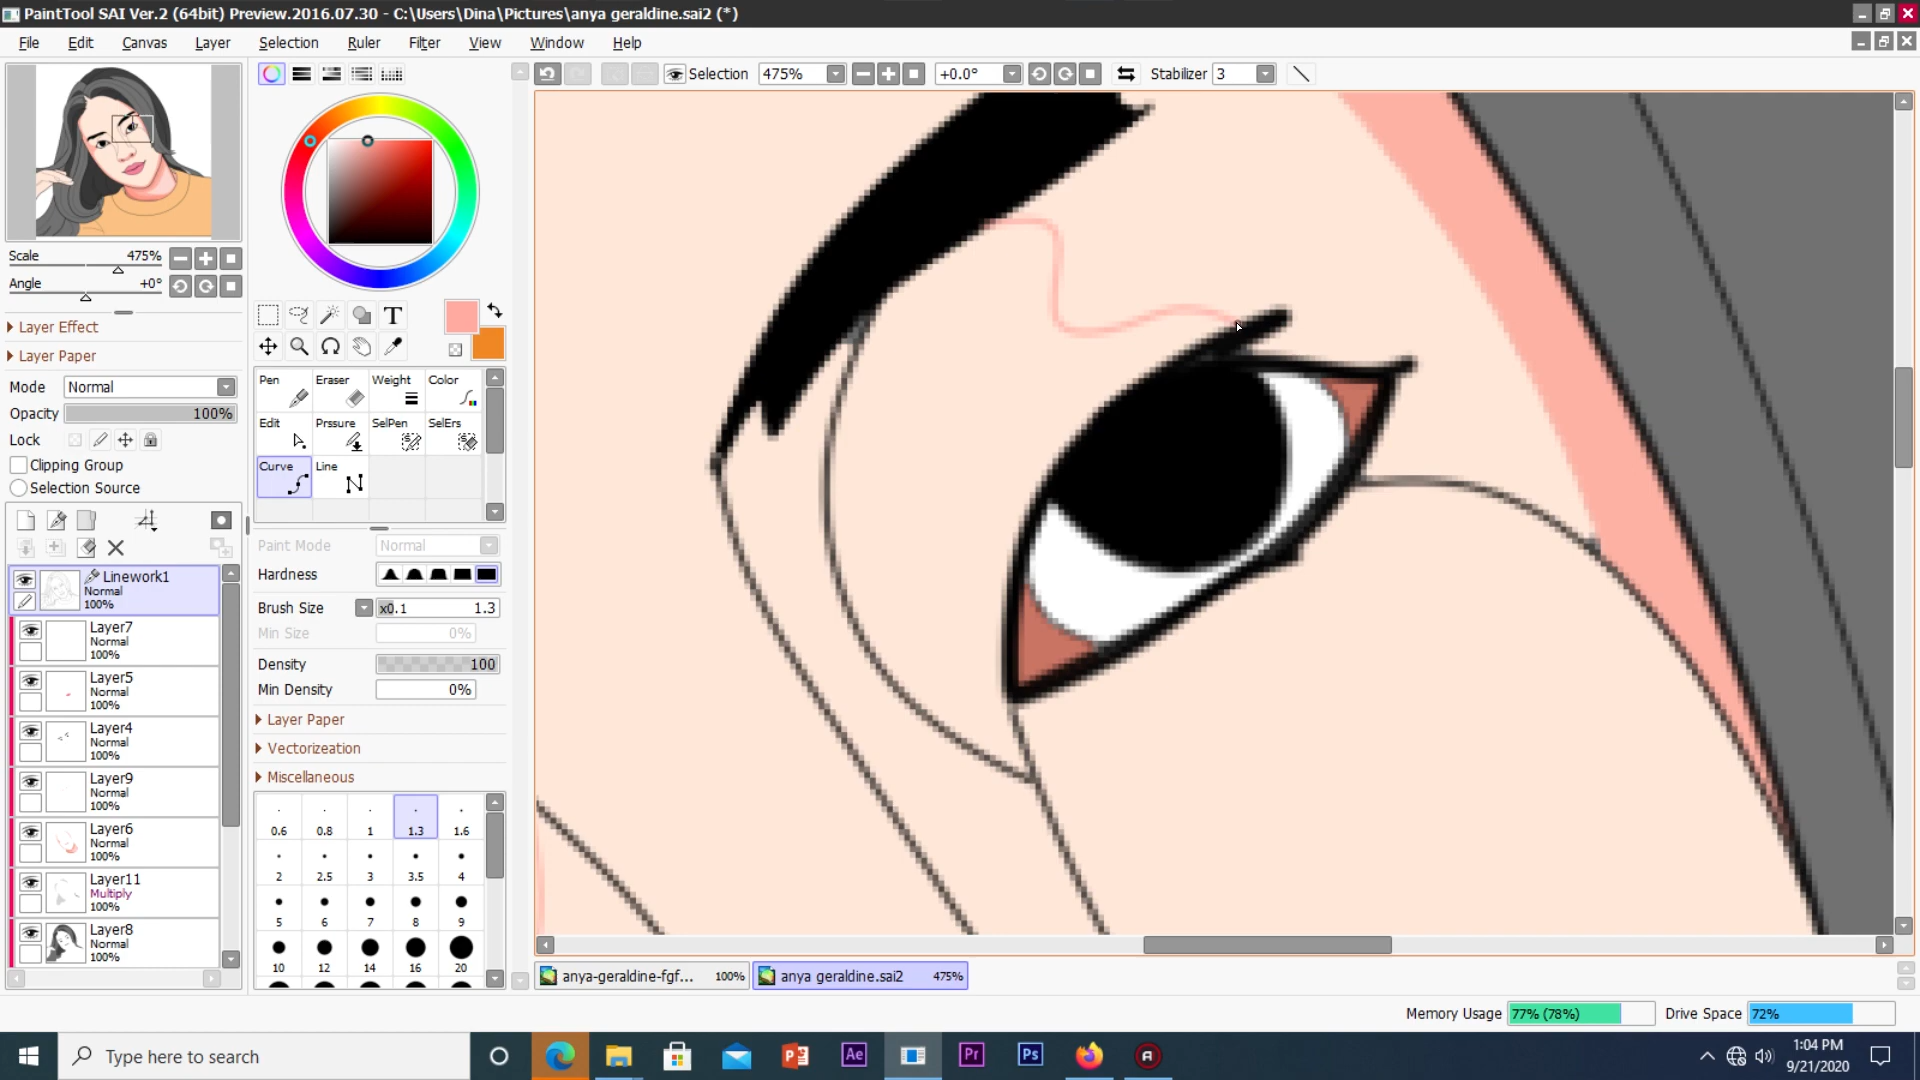 PaintTool SAI Ver.2 (64bit) Preview.2016.07.30 - C:\Users\Dina\Pictures\anya geraldine.sai2 (*)
File Edit Canvas Layer Selection Ruler Filter View Window Help
Selection 475% +0.0° Stabilizer 3
Scale 475%
Angle +0°
Layer Effect
Layer Paper
Mode Normal
Opacity 100%
Lock
Clipping Group
Selection Source
Linework1
Normal
100%
Layer7
Normal
100%
Layer5
Normal
100%
Layer4
Normal
100%
Layer9
Normal
100%
Layer6
Normal
100%
Layer11
Multiply
100%
Layer8
Normal
100%
T
Pen Eraser Weight Color
Edit Prssure SelPen SelErs
Curve Line
Paint Mode Normal
Hardness
Brush Size x0.1 1.3
Min Size 0%
Density 100
Min Density 0%
Layer Paper
Vectorizeation
Miscellaneous
0.6 0.8 1 1.3 1.6
2 2.5 3 3.5 4
5 6 7 8 9
10 12 14 16 20
anya-geraldine-fgf... 100% anya geraldine.sai2 475%
Memory Usage 77% (78%) Drive Space 72%
Type here to search
Ae Pr Ps
1:04 PM
9/21/2020